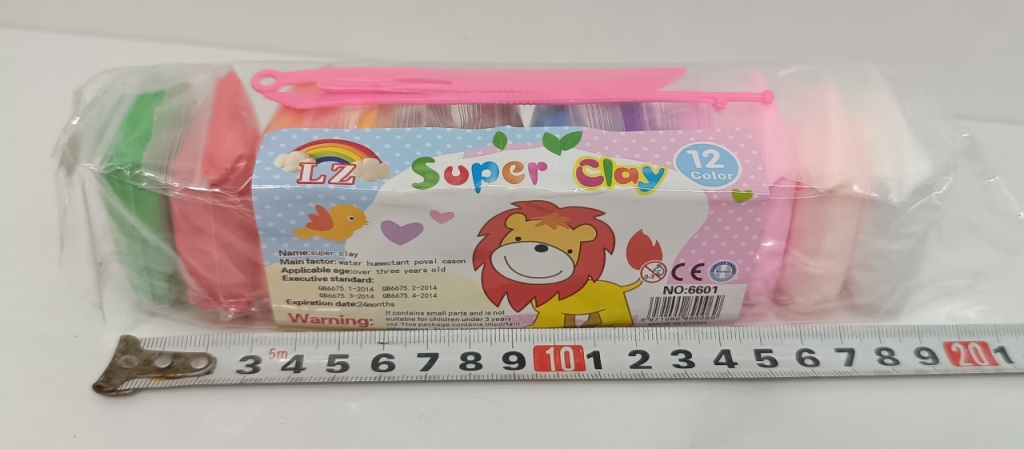 LZ
Super Clay
12
Color
Name:super clay
Main factor:water humectant poval cason
Applicable age:over three years old
Executive standard:
GB6675.1-2014 GB6675.2-2014
GB6675.3-2014 GB6675.4-2014
Expiration date:24months
Warning:
It contains small parts and is not
suitable for children under 3 years
old. This package contains important
0-3
CE
NO:6601
3 5m 4 5 6 7 8 9 10 1 2 3 4 5 6 7 8 9 20 1